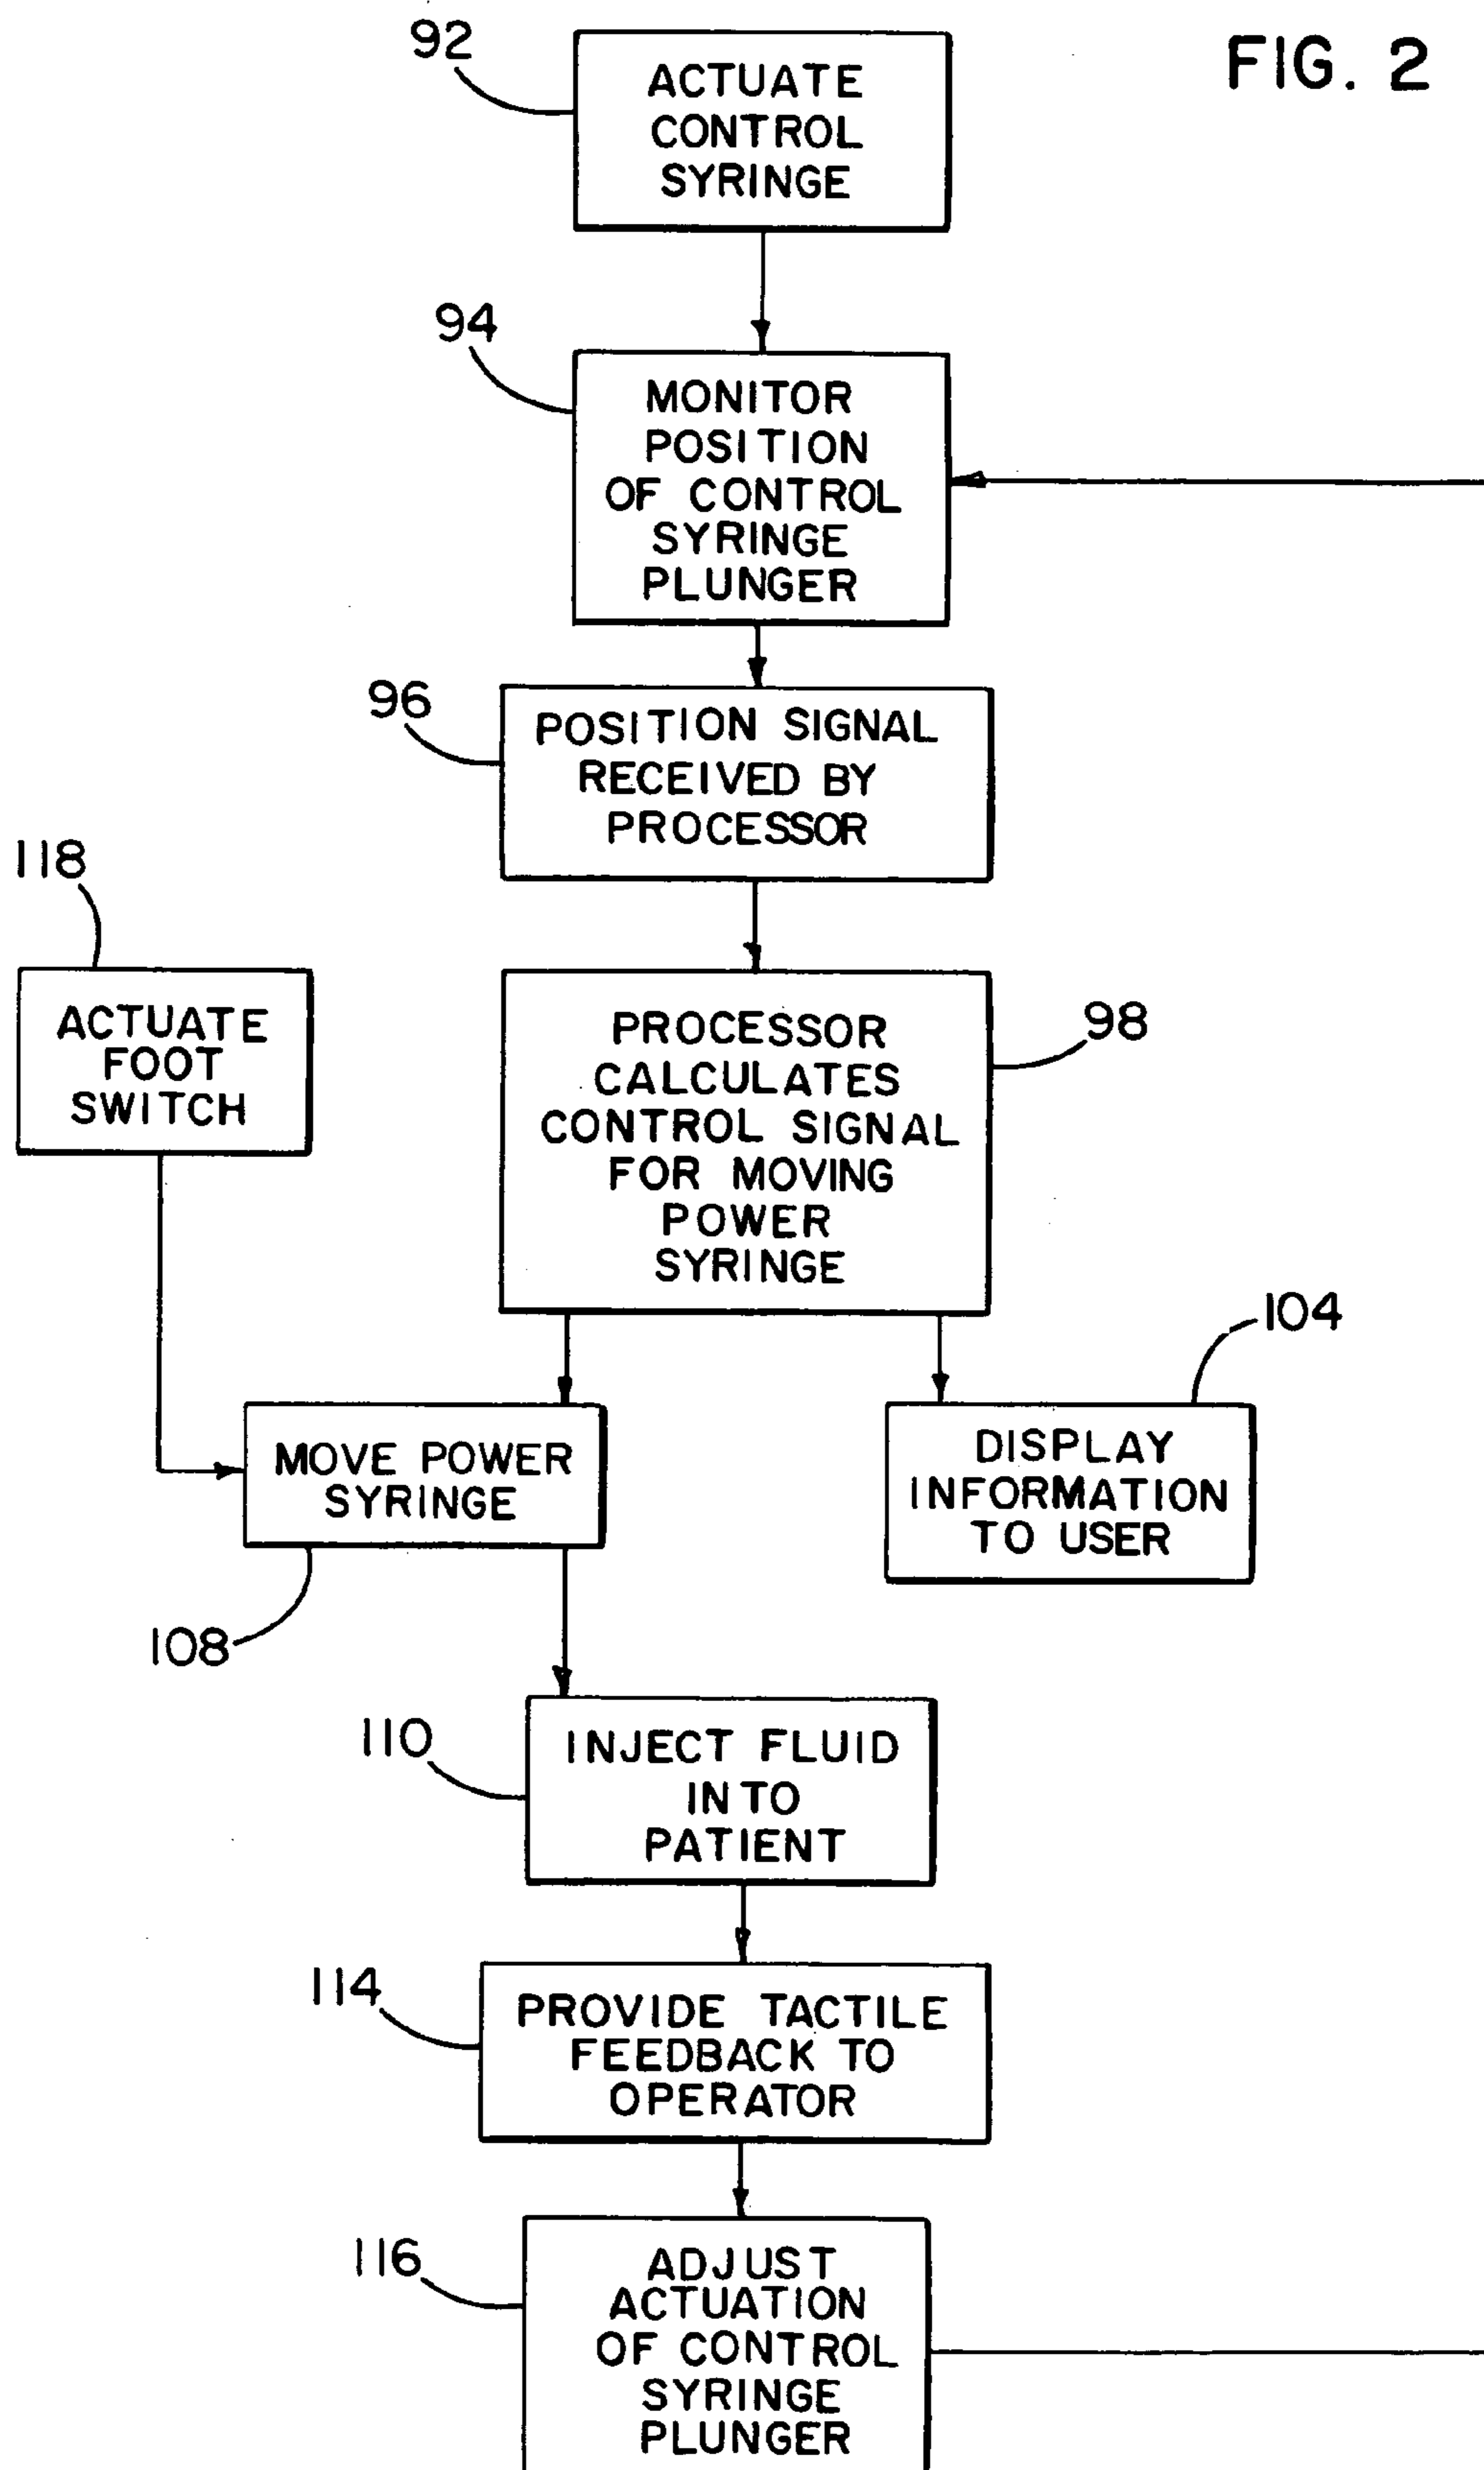 FIG. 2
92
ACTUATE
CONTROL
SYRINGE
94
MONITOR
POSITION
OF CONTROL
SYRINGE
PLUNGER
96
POSITION SIGNAL
RECEIVED BY
PROCESSOR
118
ACTUATE
FOOT
SWITCH
98
PROCESSOR
CALCULATES
CONTROL SIGNAL
FOR MOVING
POWER
SYRINGE
104
MOVE POWER
SYRINGE
108
DISPLAY
INFORMATION
TO USER
110
INJECT FLUID
INTO
PATIENT
114
PROVIDE TACTILE
FEEDBACK TO
OPERATOR
116
ADJUST
ACTUATION
OF CONTROL
SYRINGE
PLUNGER